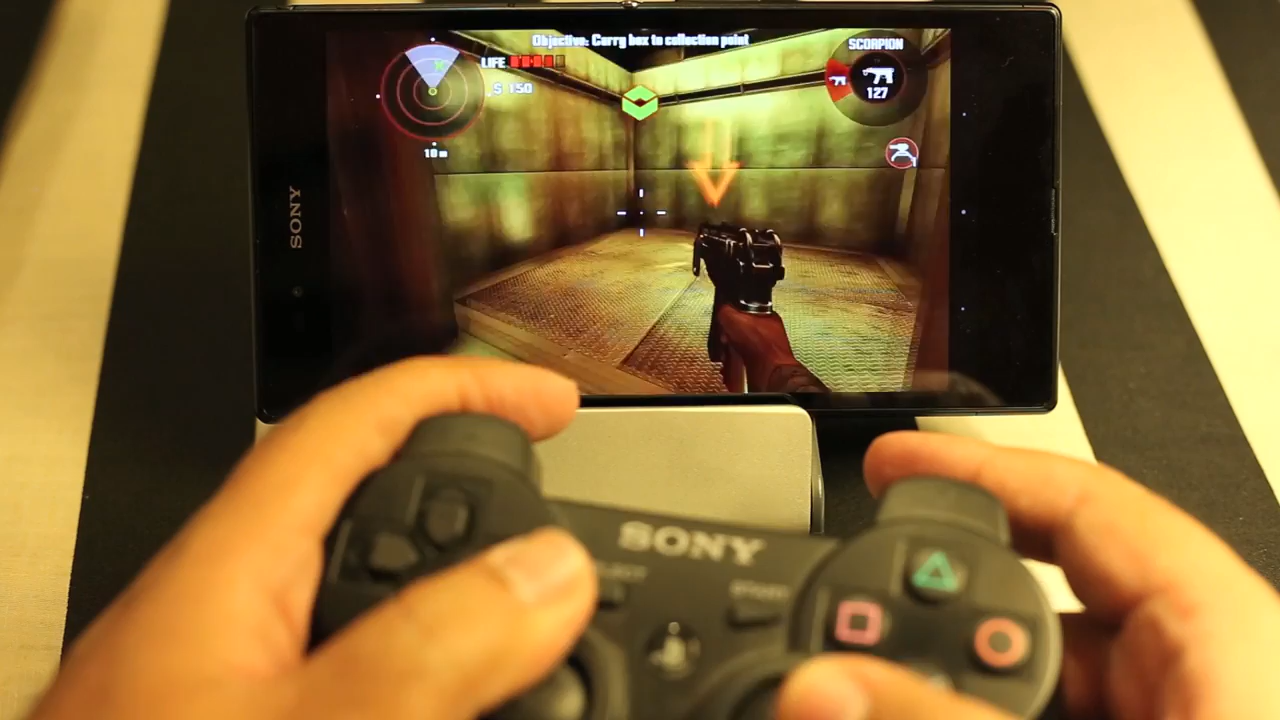 Objective: Carry box to collection point
LIFE
$ 150
SCORPION
127
10 m
SONY
SONY
SELECT
START